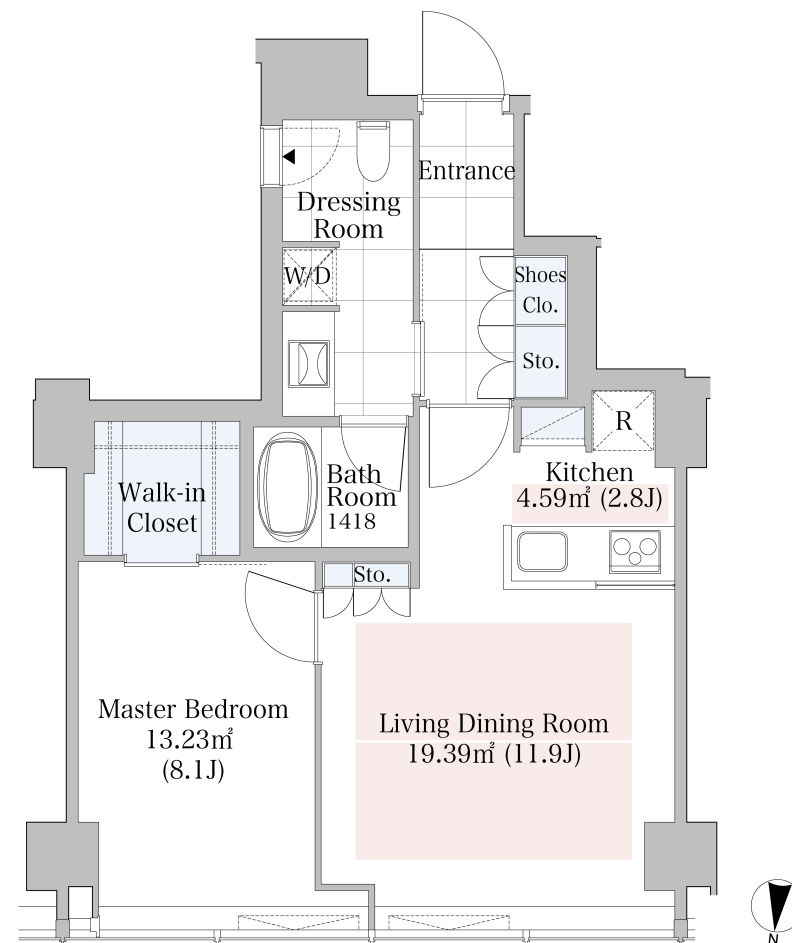 Entrance
Dressing
Room
W/D
Shoes
Clo.
Sto.
R
Kitchen
4.59㎡ (2.8J)
Walk-in
Closet
Bath
Room
1418
Sto.
Master Bedroom
13.23㎡
(8.1J)
Living Dining Room
19.39㎡ (11.9J)
N